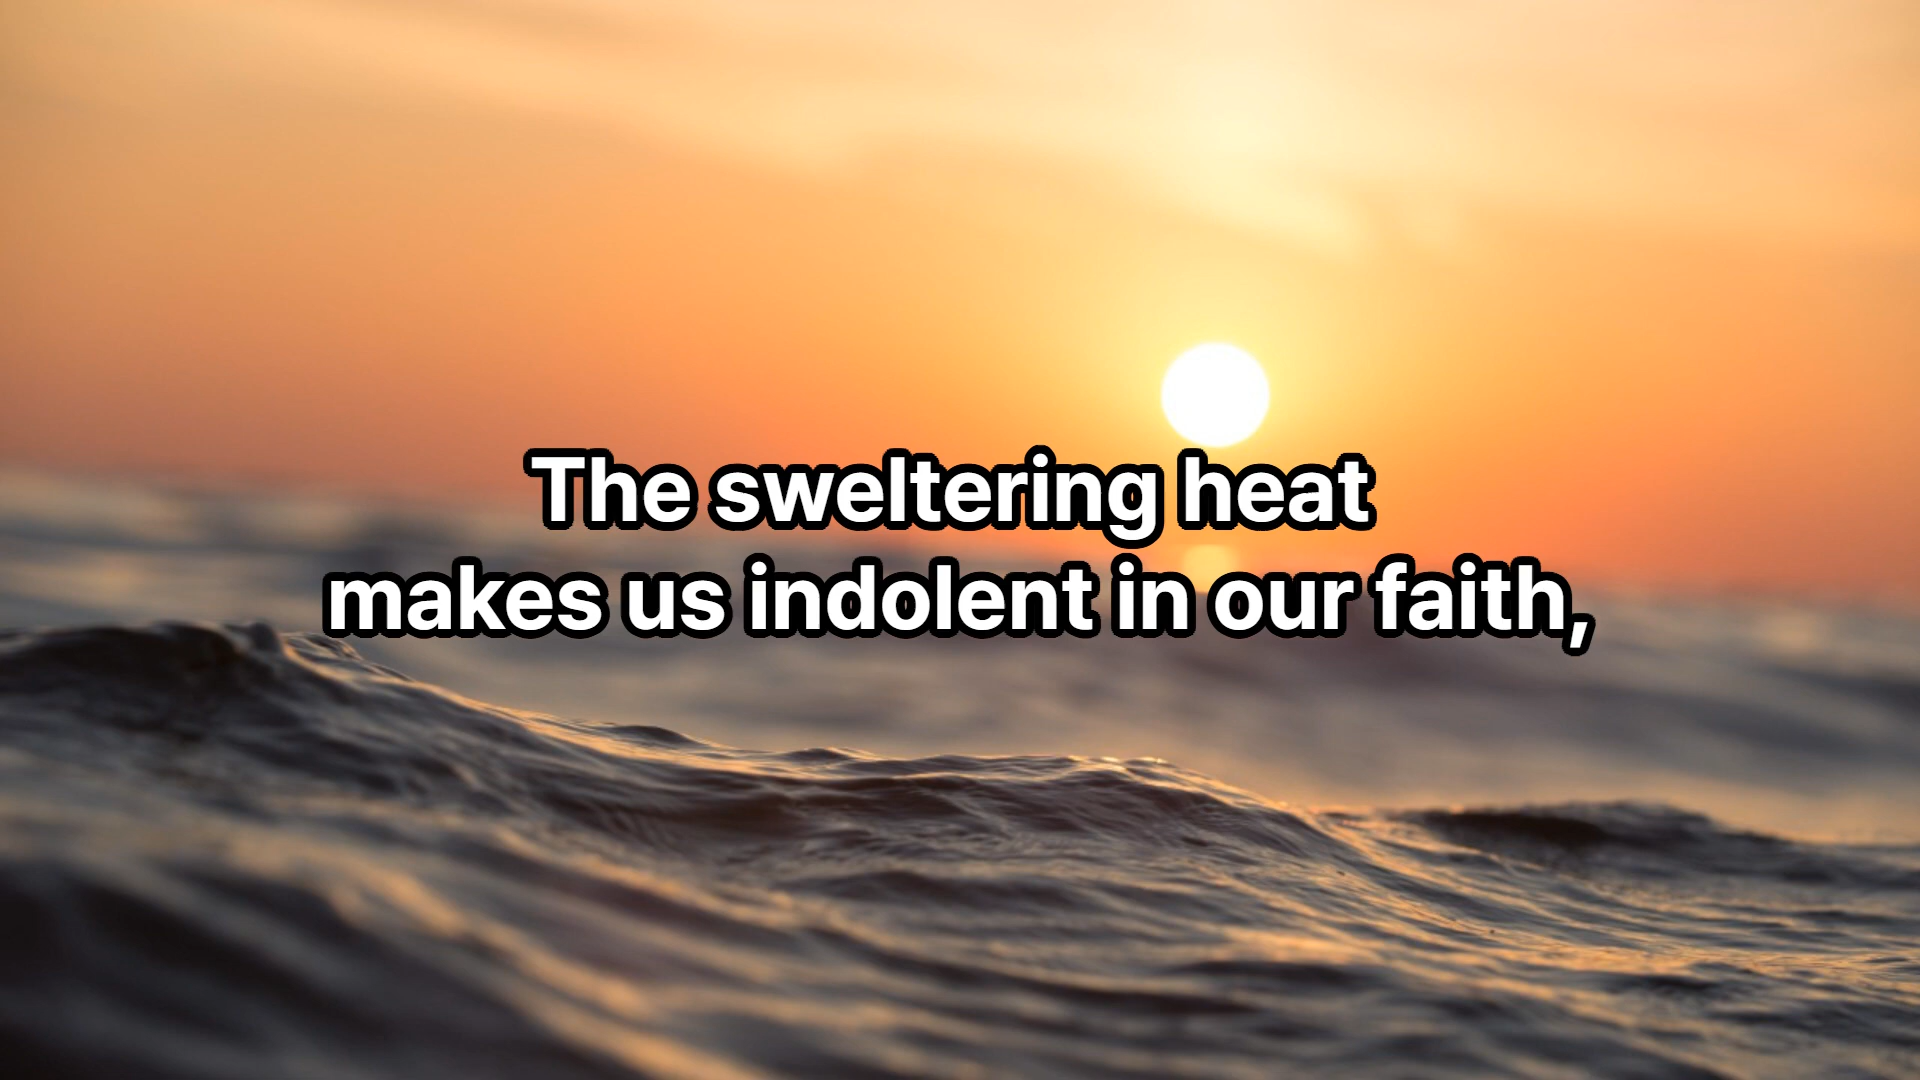 The sweltering heat
makes us indolent in our faith,